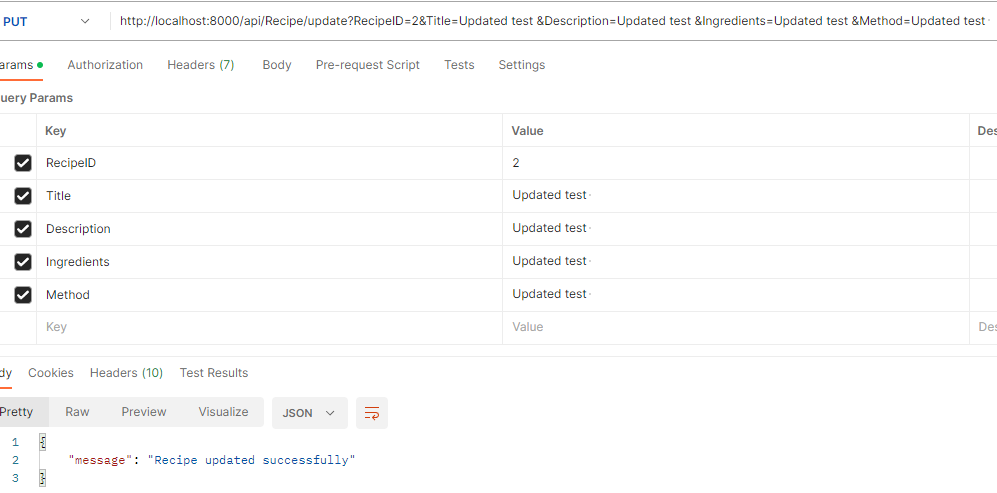 PUT http://localhost:8000/api/Recipe/update?RecipeID=2&Title=Updated test &Description=Updated test &Ingredients=Updated test &Method=Updated test
arams Authorization Headers (7) Body Pre-request Script Tests Settings
uery Params
Key Value Des
RecipeID 2
Title Updated test
Description Updated test
Ingredients Updated test
Method Updated test
Key Value Des
dy Cookies Headers (10) Test Results
Pretty Raw Preview Visualize JSON
1 {
2 "message": "Recipe updated successfully"
3 }